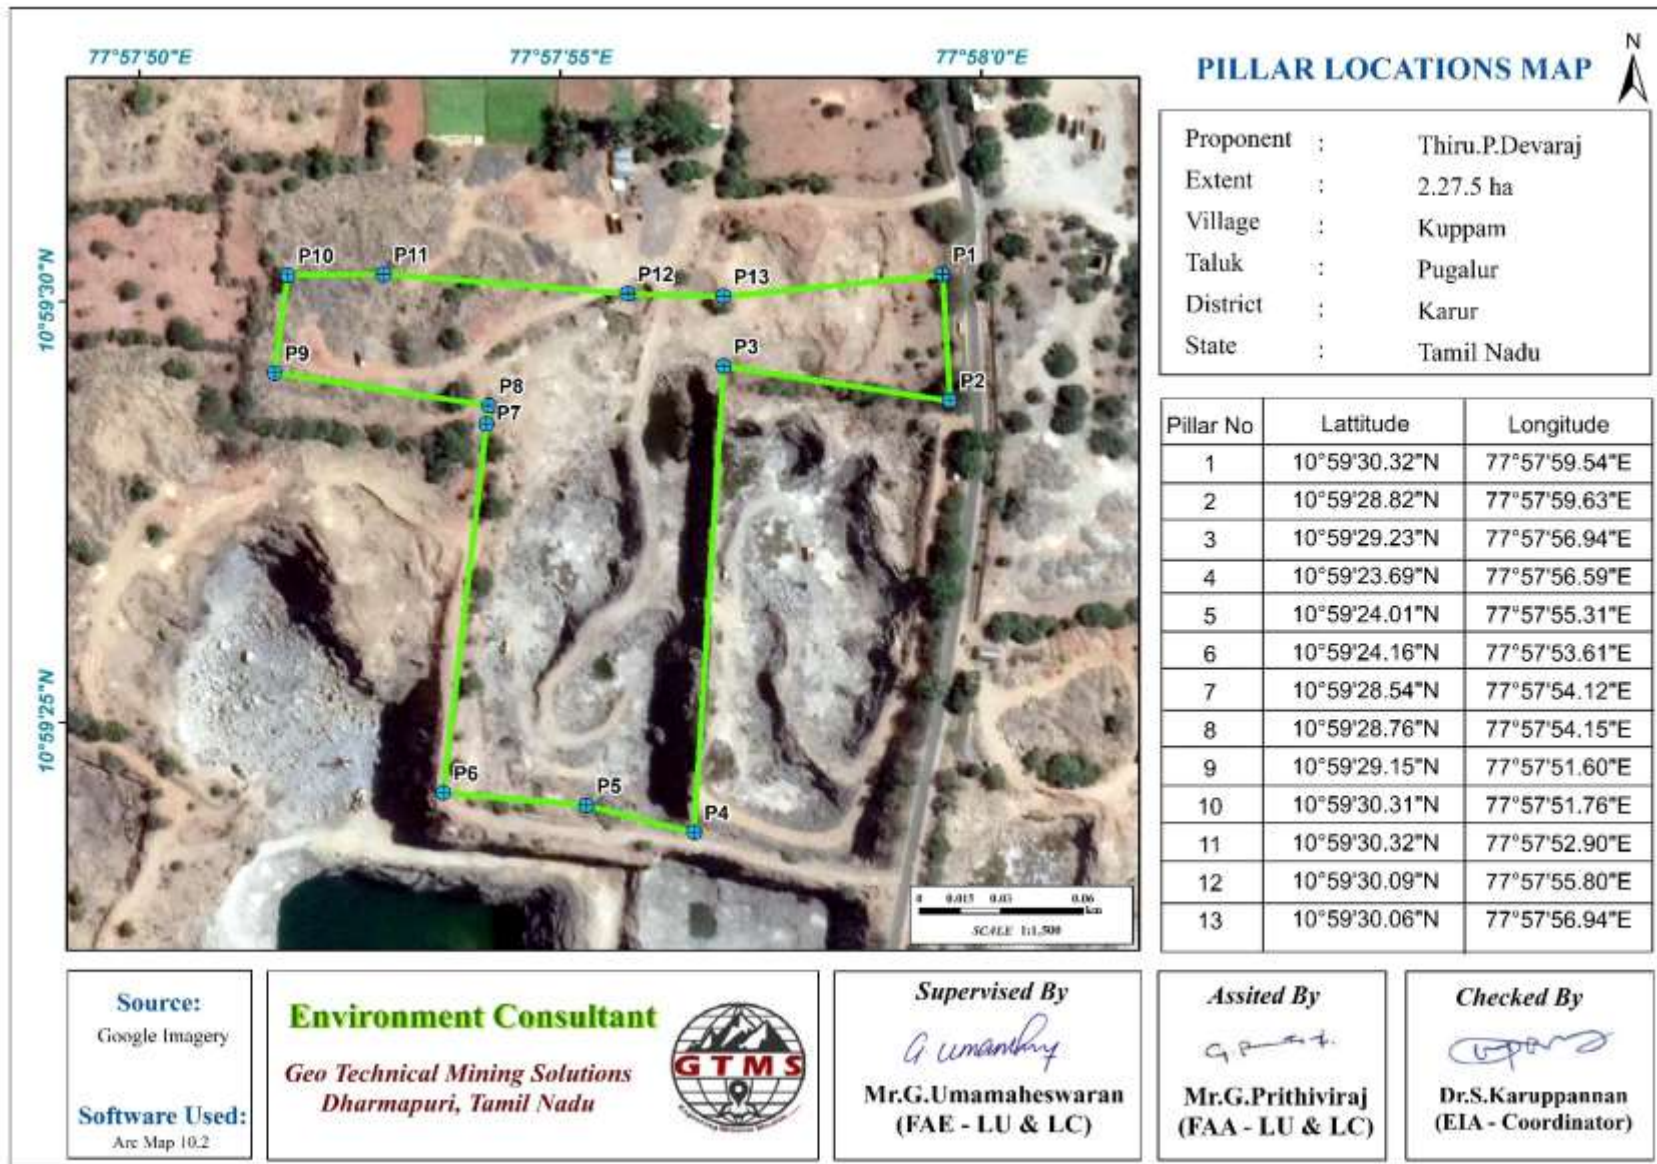 77°57'50"E
77°57'55"E
77°58'0"E
10°59'30"N
10°59'25"N
P10
P11
P12
P13
P1
P9
P3
P2
P8
P7
P6
P5
P4
0 0.015 0.03 0.06
km
SCALE 1:1,500
N
PILLAR LOCATIONS MAP
Proponent : Thiru.P.Devaraj
Extent : 2.27.5 ha
Village : Kuppam
Taluk : Pugalur
District : Karur
State : Tamil Nadu
Pillar No Lattitude Longitude
1 10°59'30.32"N 77°57'59.54"E
2 10°59'28.82"N 77°57'59.63"E
3 10°59'29.23"N 77°57'56.94"E
4 10°59'23.69"N 77°57'56.59"E
5 10°59'24.01"N 77°57'55.31"E
6 10°59'24.16"N 77°57'53.61"E
7 10°59'28.54"N 77°57'54.12"E
8 10°59'28.76"N 77°57'54.15"E
9 10°59'29.15"N 77°57'51.60"E
10 10°59'30.31"N 77°57'51.76"E
11 10°59'30.32"N 77°57'52.90"E
12 10°59'30.09"N 77°57'55.80"E
13 10°59'30.06"N 77°57'56.94"E
Source:
Google Imagery
Software Used:
Arc Map 10.2
Environment Consultant
Geo Technical Mining Solutions
Dharmapuri, Tamil Nadu
GTMS
Supervised By
Mr.G.Umamaheswaran
(FAE - LU & LC)
Assited By
Mr.G.Prithiviraj
(FAA - LU & LC)
Checked By
Dr.S.Karuppannan
(EIA - Coordinator)